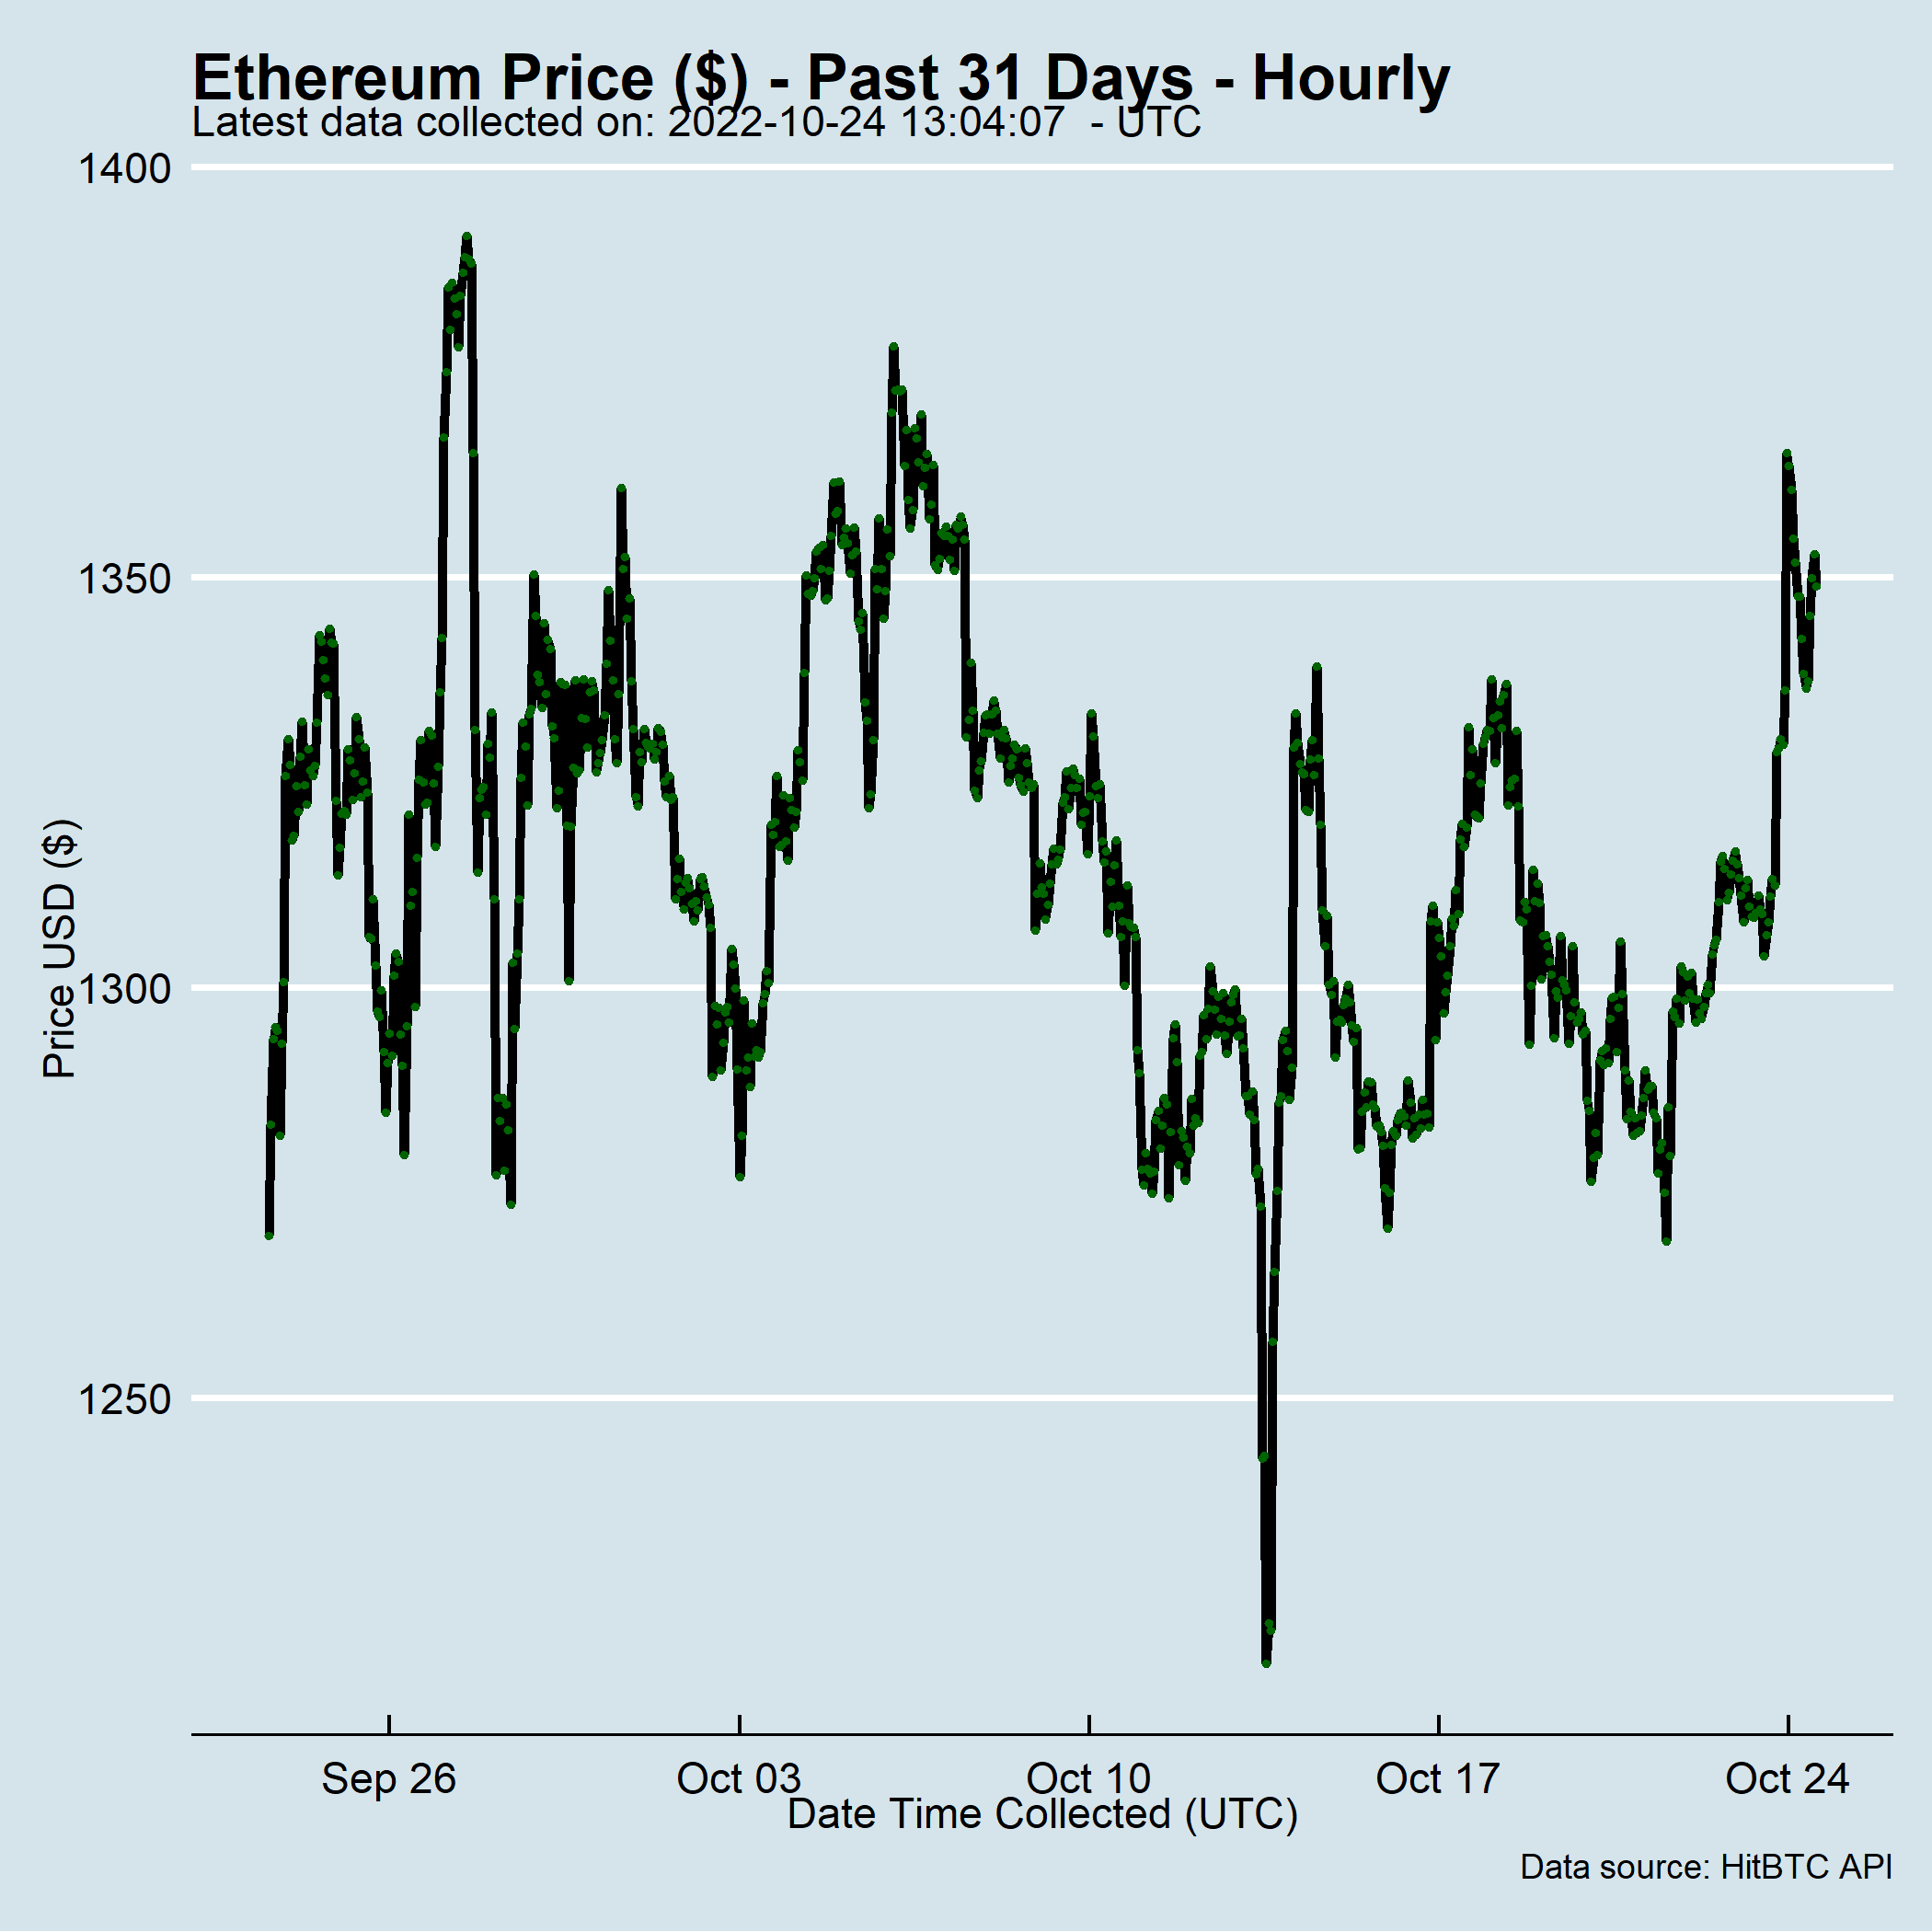 Ethereum Price ($) - Past 31 Days - Hourly
Latest data collected on: 2022-10-24 13:04:07  - UTC
1400
1350
1300
1250
Price USD ($)
Sep 26
Oct 03
Oct 10
Oct 17
Oct 24
Date Time Collected (UTC)
Data source: HitBTC API